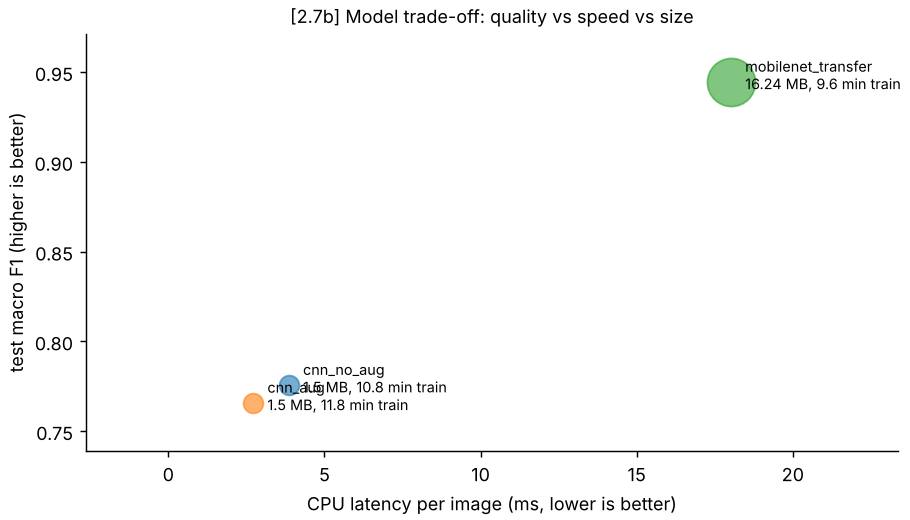 [2.7b] Model trade-off: quality vs speed vs size
test macro F1 (higher is better)
0.95
0.90
0.85
0.80
0.75
mobilenet_transfer
16.24 MB, 9.6 min train
cnn_no_aug
1.5 MB, 10.8 min train
cnn_aug
1.5 MB, 11.8 min train
0
5
10
15
20
CPU latency per image (ms, lower is better)